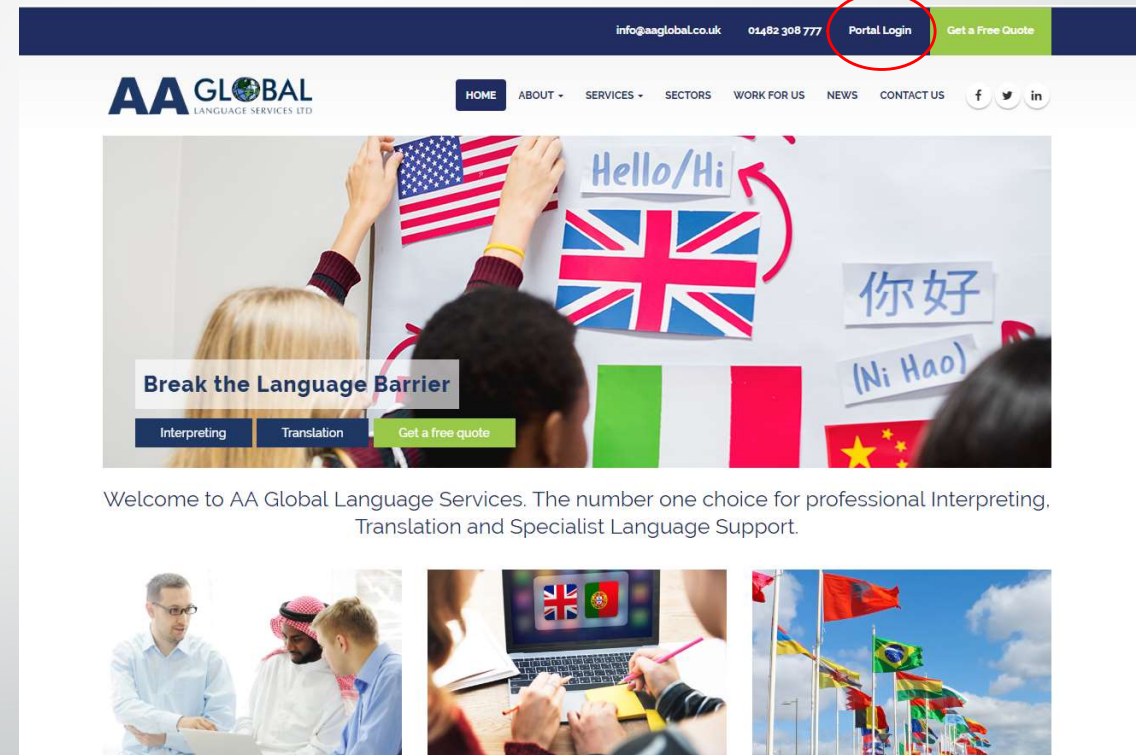 info@aaglobal.co.uk 01482 308 777 Portal Login Get a Free Quote
AA GLOBAL
LANGUAGE SERVICES LTD
HOME ABOUT SERVICES SECTORS WORK FOR US NEWS CONTACT US f in
Hello/Hi
你好
(Ni Hao)
Break the Language Barrier
Interpreting Translation Get a free quote
Welcome to AA Global Language Services. The number one choice for professional Interpreting,
Translation and Specialist Language Support.